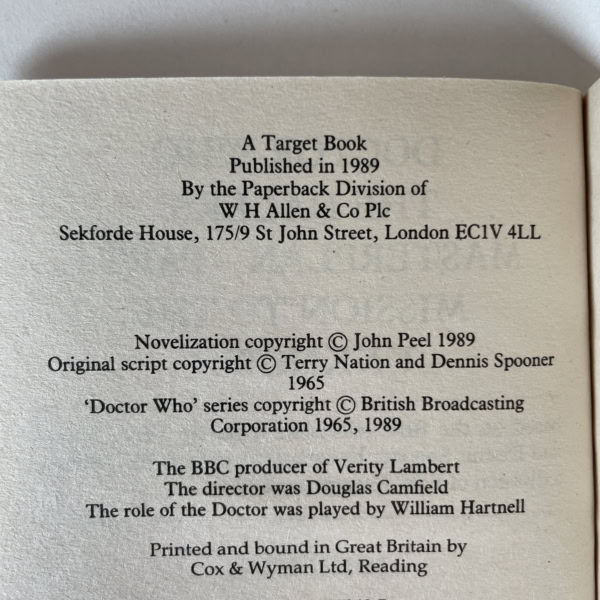 A Target Book
Published in 1989
By the Paperback Division of
W H Allen & Co Plc
Sekforde House, 175/9 St John Street, London EC1V 4LL
Novelization copyright © John Peel 1989
Original script copyright © Terry Nation and Dennis Spooner
1965
‘Doctor Who’ series copyright © British Broadcasting
Corporation 1965, 1989
The BBC producer of Verity Lambert
The director was Douglas Camfield
The role of the Doctor was played by William Hartnell
Printed and bound in Great Britain by
Cox & Wyman Ltd, Reading